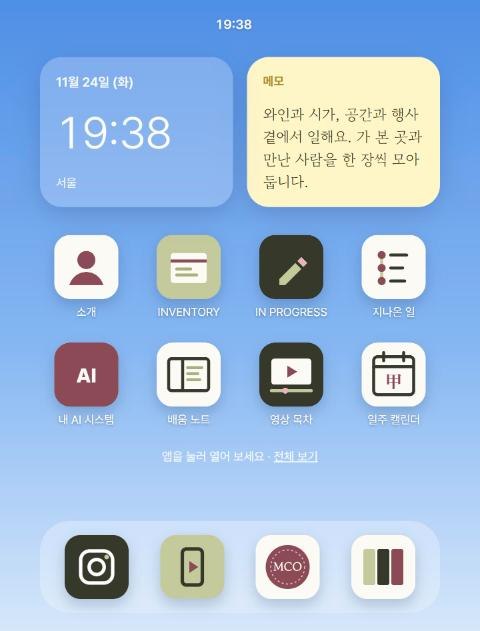 19:38
11월 24일 (화)
19:38
서울
메모
와인과 시가, 공간과 행사
곁에서 일해요. 가 본 곳과
만난 사람을 한 장씩 모아
둡니다.
소개
INVENTORY
IN PROGRESS
지나온 일
AI
甲
내 AI 시스템
배움 노트
영상 목차
일주 캘린더
앱을 눌러 열어 보세요 · 전체 보기
MCO